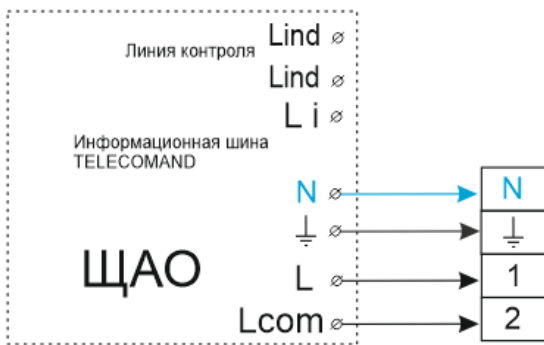 Линия контроля Lind
Lind
L i
Информационная шина
TELECOMAND
N N
ЩАО
L 1
Lcom 2